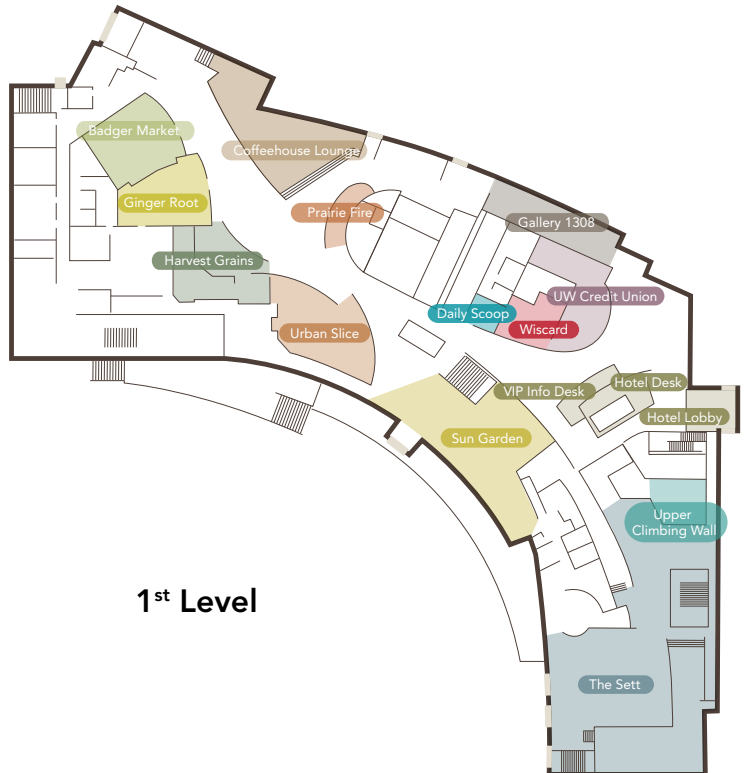 Badger Market
Coffeehouse Lounge
Ginger Root
Prairie Fire
Gallery 1308
Harvest Grains
UW Credit Union
Daily Scoop
Wiscard
Urban Slice
VIP Info Desk
Hotel Desk
Hotel Lobby
Sun Garden
Upper
Climbing Wall
1st Level
The Sett